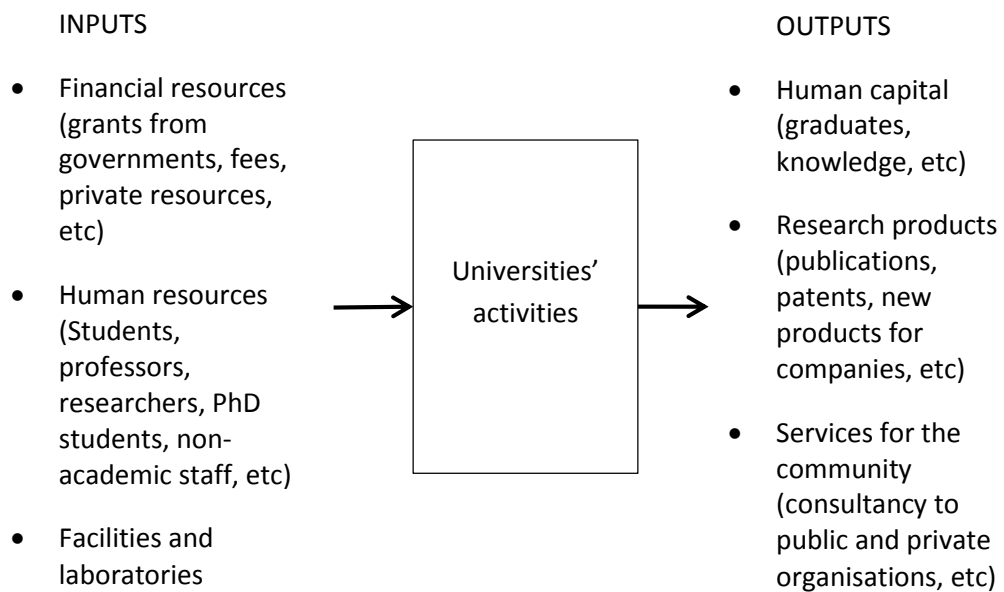 INPUTS
• Financial resources
(grants from
governments, fees,
private resources,
etc)
• Human resources
(Students,
professors,
researchers, PhD
students, non-
academic staff, etc)
• Facilities and
laboratories
Universities’
activities
OUTPUTS
• Human capital
(graduates,
knowledge, etc)
• Research products
(publications,
patents, new
products for
companies, etc)
• Services for the
community
(consultancy to
public and private
organisations, etc)